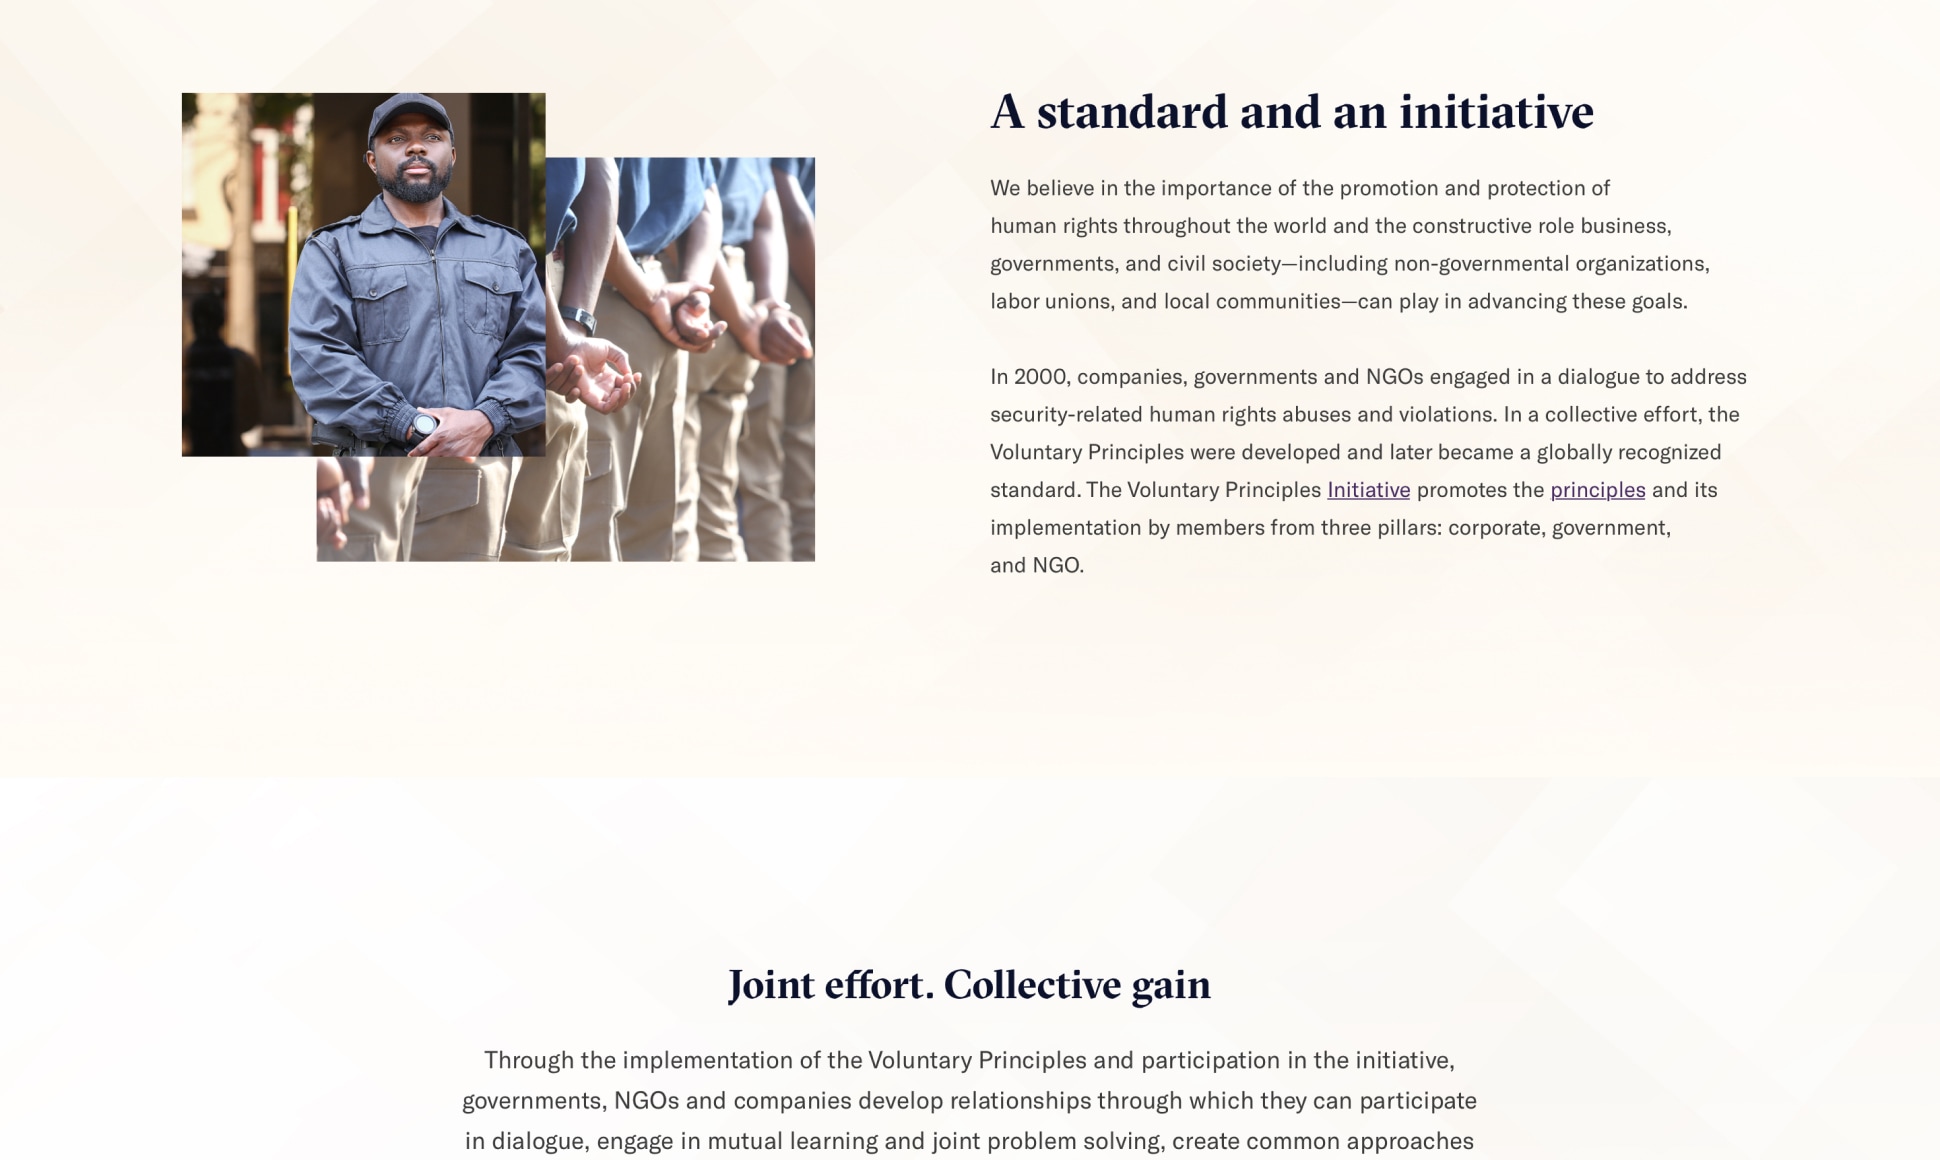 A standard and an initiative
We believe in the importance of the promotion and protection of
human rights throughout the world and the constructive role business,
governments, and civil society—including non-governmental organizations,
labor unions, and local communities—can play in advancing these goals.
In 2000, companies, governments and NGOs engaged in a dialogue to address
security-related human rights abuses and violations. In a collective effort, the
Voluntary Principles were developed and later became a globally recognized
standard. The Voluntary Principles Initiative promotes the principles and its
implementation by members from three pillars: corporate, government,
and NGO.
Joint effort. Collective gain
Through the implementation of the Voluntary Principles and participation in the initiative,
governments, NGOs and companies develop relationships through which they can participate
in dialogue, engage in mutual learning and joint problem solving, create common approaches